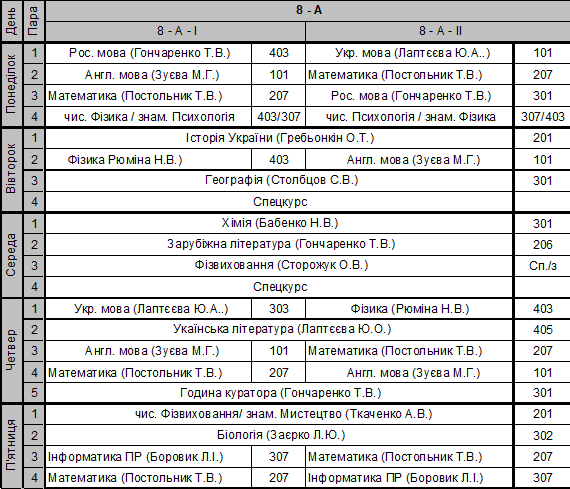 День Пара 8 - А
8 - А - I 8 - А - II
Понеділок
1 Рос. мова (Гончаренко Т.В.) 403 Укр. мова (Лаптєєва Ю.А..) 101
2 Англ. мова (Зуєва М.Г.) 101 Математика (Постольник Т.В.) 207
3 Математика (Постольник Т.В.) 207 Рос. мова (Гончаренко Т.В.) 301
4 чис. Фізика / знам. Психологія 403/307 чис. Психологія / знам. Фізика 307/403
Вівторок
1 Історія України (Гребьонкін О.Т.) 201
2 Фізика Рюміна Н.В.) 403 Англ. мова (Зуєва М.Г.) 101
3 Географія (Столбцов С.В.) 301
4 Спецкурс
Середа
1 Хімія (Бабенко Н.В.) 301
2 Зарубіжна література (Гончаренко Т.В.) 206
3 Фізвиховання (Сторожук О.В.) Сп./з
4 Спецкурс
Четвер
1 Укр. мова (Лаптєєва Ю.А..) 303 Фізика (Рюміна Н.В.) 403
2 Укаїнська література (Лаптєєва Ю.О.) 405
3 Англ. мова (Зуєва М.Г.) 101 Математика (Постольник Т.В.) 207
4 Математика (Постольник Т.В.) 207 Англ. мова (Зуєва М.Г.) 101
5 Година куратора (Гончаренко Т.В.) 301
П'ятниця
1 чис. Фізвиховання/ знам. Мистецтво (Ткаченко А.В.) 201
2 Біологія (Заєрко Л.Ю.) 302
3 Інформатика ПР (Боровик Л.І.) 307 Математика (Постольник Т.В.) 207
4 Математика (Постольник Т.В.) 207 Інформатика ПР (Боровик Л.І.) 307